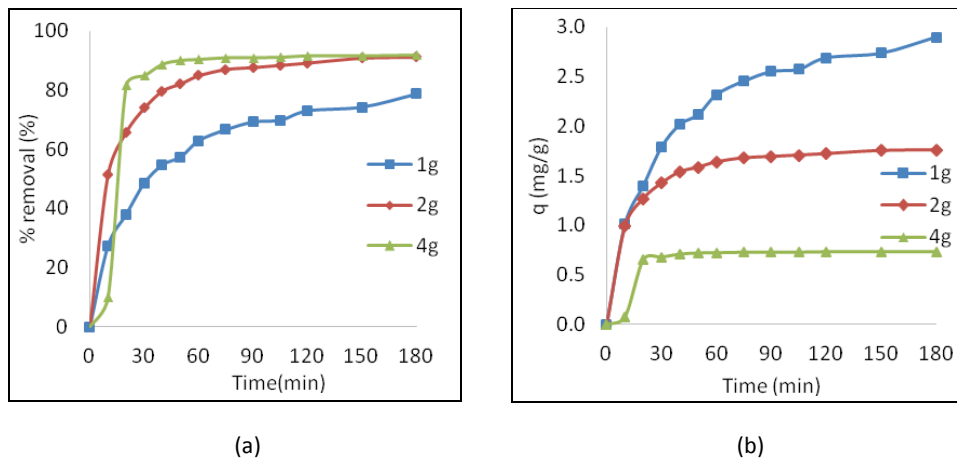 100
80
60
40
20
0
% removal (%)
1g
2g
4g
0 30 60 90 120 150 180
Time(min)
(a)
3.0
2.5
2.0
1.5
1.0
0.5
0.0
q (mg/g)
1g
2g
4g
0 30 60 90 120 150 180
Time (min)
(b)